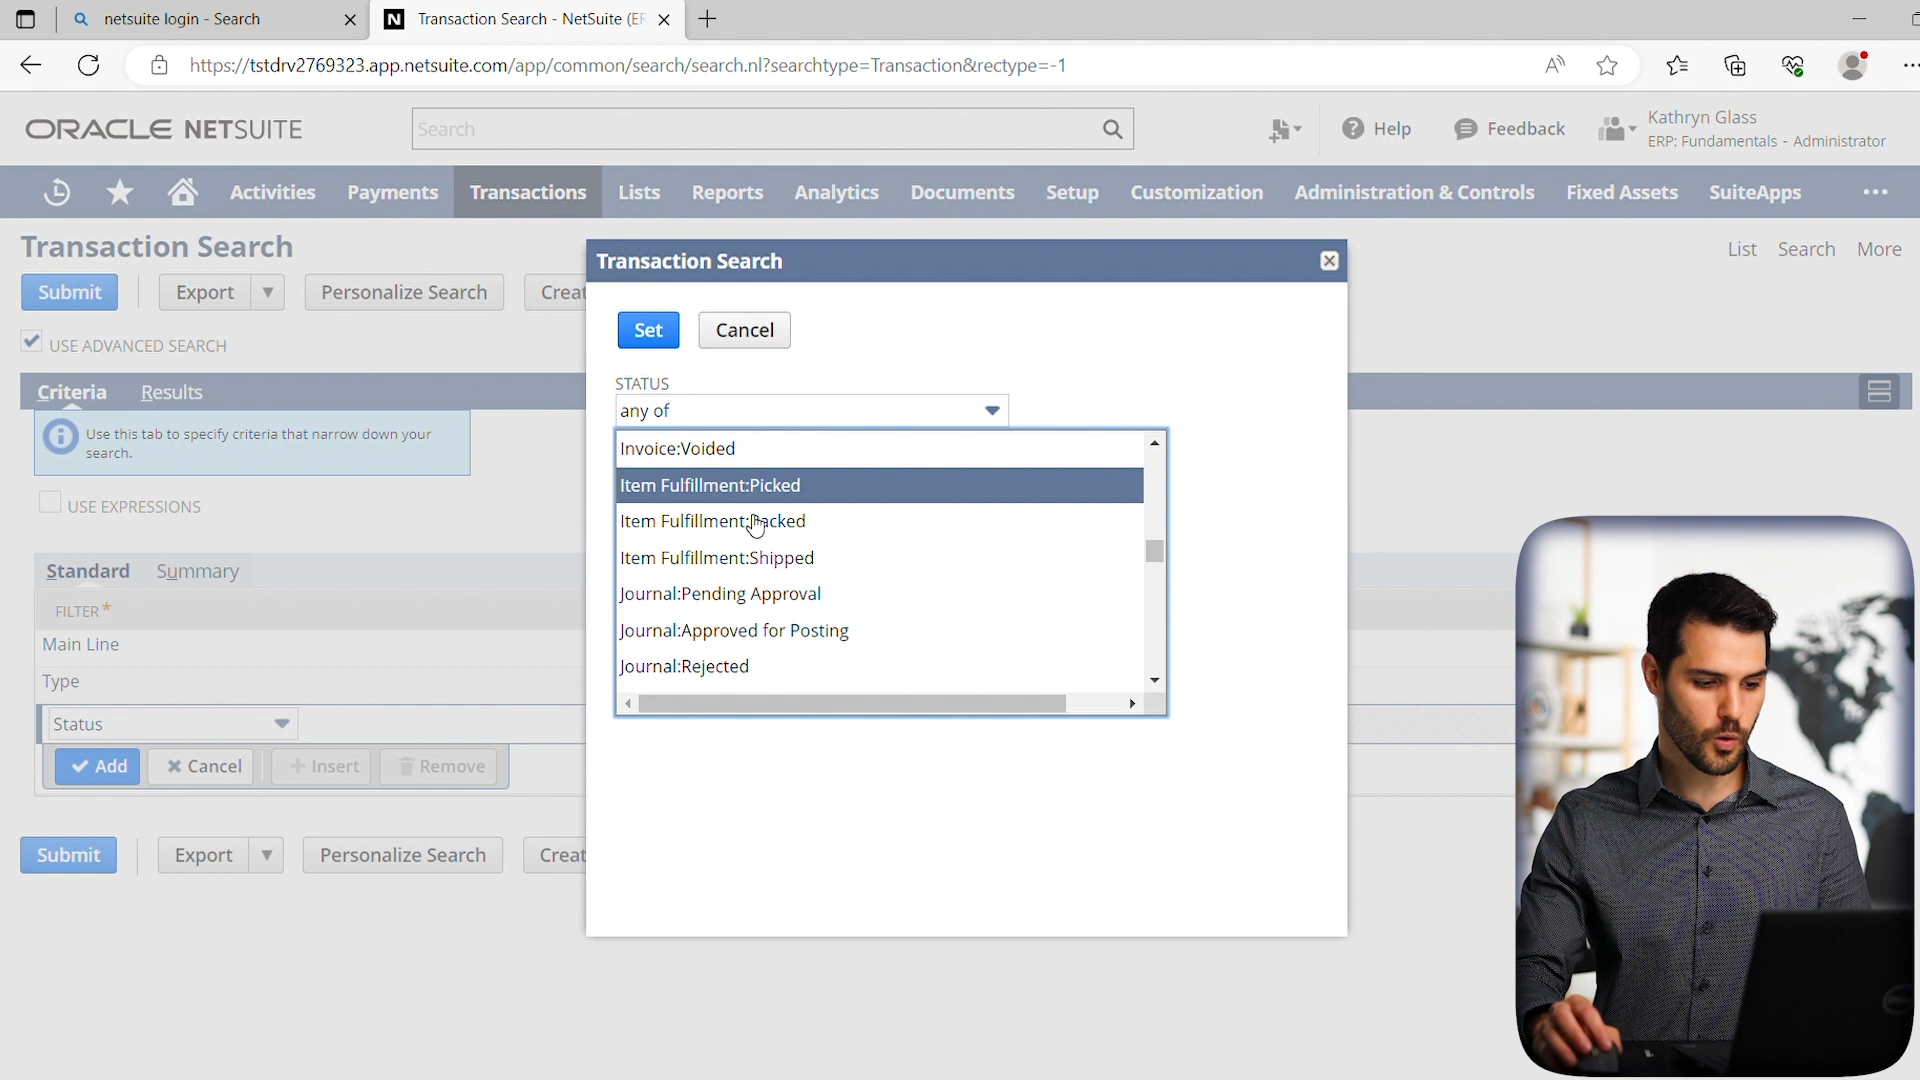 netsuite login - Search
Transaction Search - NetSuite (ER
https://tstdrv2769323.app.netsuite.com/app/common/search/search.nl?searchtype=Transaction&rectype=-1
ORACLE NETSUITE
Search
Help
Feedback
Kathryn Glass
ERP: Fundamentals - Administrator
Activities
Payments
Transactions
Lists
Reports
Analytics
Documents
Setup
Customization
Administration & Controls
Fixed Assets
SuiteApps
Transaction Search
List
Search
More
Submit
Export
Personalize Search
Creat
USE ADVANCED SEARCH
Criteria
Results
Use this tab to specify criteria that narrow down your
search.
USE EXPRESSIONS
Standard
Summary
FILTER *
Main Line
Type
Status
Add
Cancel
Insert
Remove
Submit
Export
Personalize Search
Creat
Transaction Search
Set
Cancel
STATUS
any of
Invoice:Voided
Item Fulfillment:Picked
Item Fulfillment:Packed
Item Fulfillment:Shipped
Journal:Pending Approval
Journal:Approved for Posting
Journal:Rejected